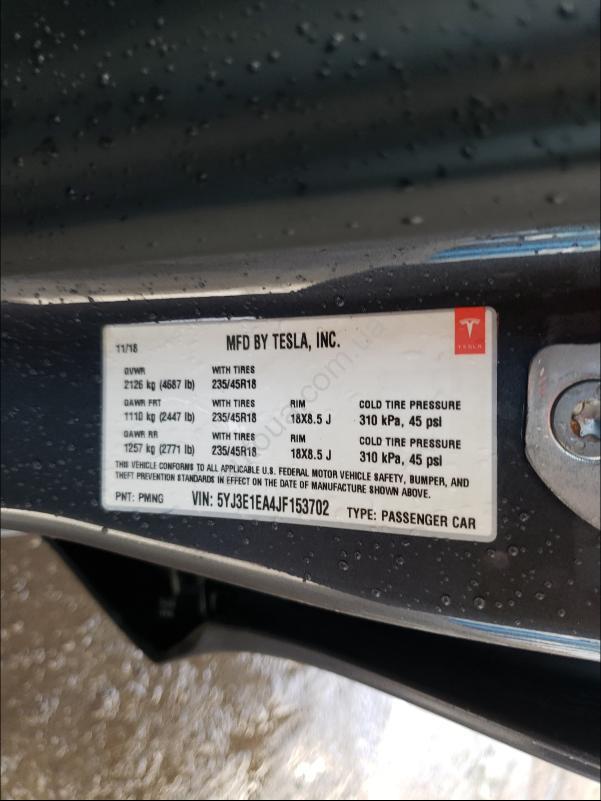 11/18 MFD BY TESLA, INC.
TESLA
GVWR WITH TIRES
2126 kg (4687 lb) 235/45R18
GAWR FRT WITH TIRES RIM COLD TIRE PRESSURE
1110 kg (2447 lb) 235/45R18 18X8.5 J 310 kPa, 45 psi
GAWR RR WITH TIRES RIM COLD TIRE PRESSURE
1257 kg (2771 lb) 235/45R18 18X8.5 J 310 kPa, 45 psi
THIS VEHICLE CONFORMS TO ALL APPLICABLE U.S. FEDERAL MOTOR VEHICLE SAFETY, BUMPER, AND
THEFT PREVENTION STANDARDS IN EFFECT ON THE DATE OF MANUFACTURE SHOWN ABOVE.
PNT: PMNG VIN: 5YJ3E1EA4JF153702 TYPE: PASSENGER CAR